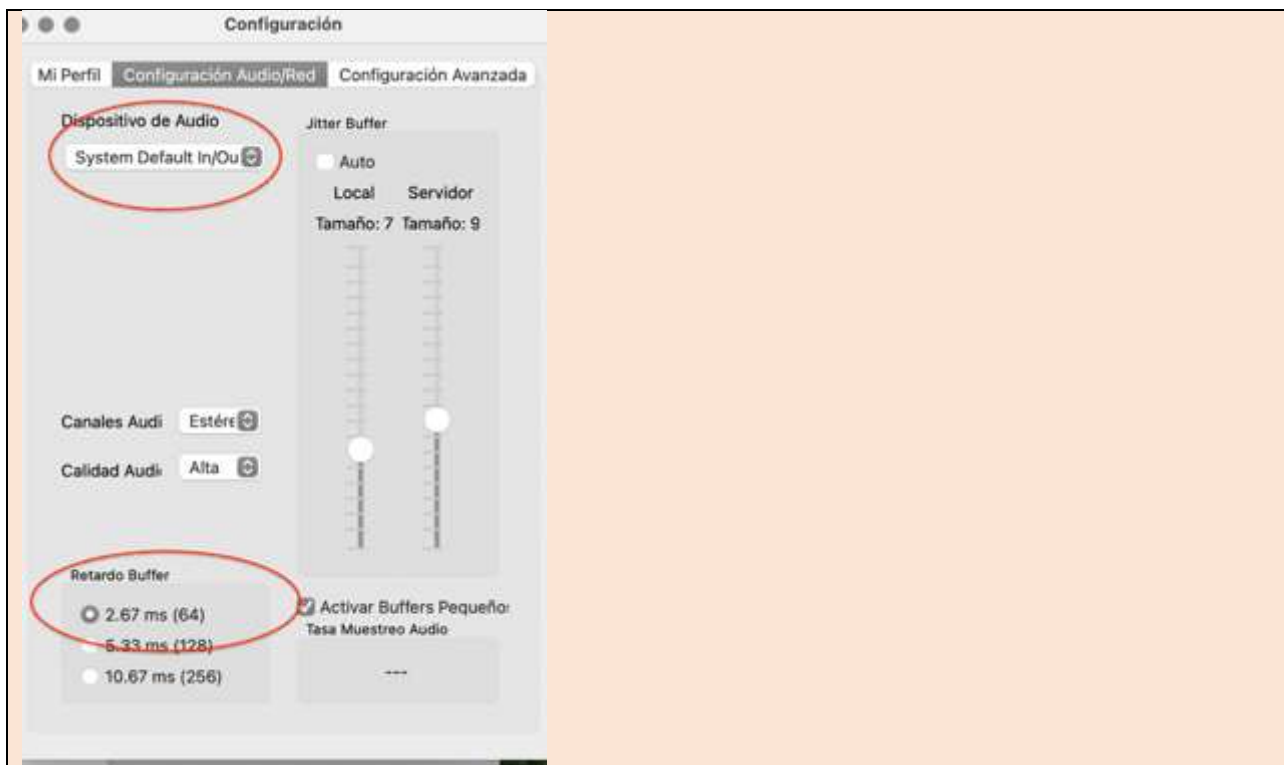 Configuración
Mi Perfil Configuración Audio/Red Configuración Avanzada
Dispositivo de Audio
System Default In/Ou
Jitter Buffer
Auto
Local Servidor
Tamaño: 7 Tamaño: 9
Canales Audi Estére
Calidad Audi Alta
Retardo Buffer
2.67 ms (64)
5.33 ms (128)
10.67 ms (256)
Activar Buffers Pequeño
Tasa Muestreo Audio
---